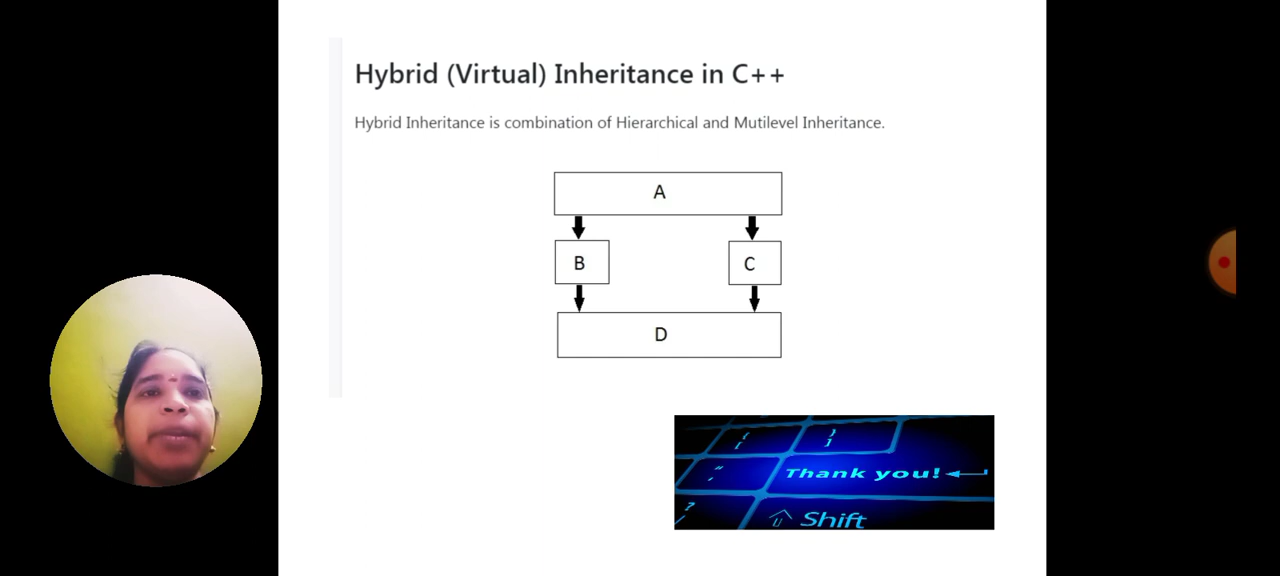 Hybrid (Virtual) Inheritance in C++
Hybrid Inheritance is combination of Hierarchical and Mutilevel Inheritance.
A
B
C
D
{ }
[ ]
"
' Thank you!
?
/ Shift